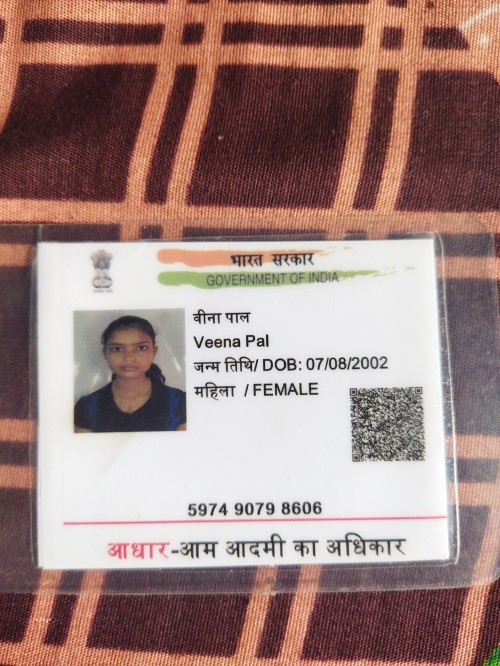 भारत सरकार
GOVERNMENT OF INDIA
वीना पाल
Veena Pal
जन्म तिथि/ DOB: 07/08/2002
महिला / FEMALE
5974 9079 8606
आधार-आम आदमी का अधिकार